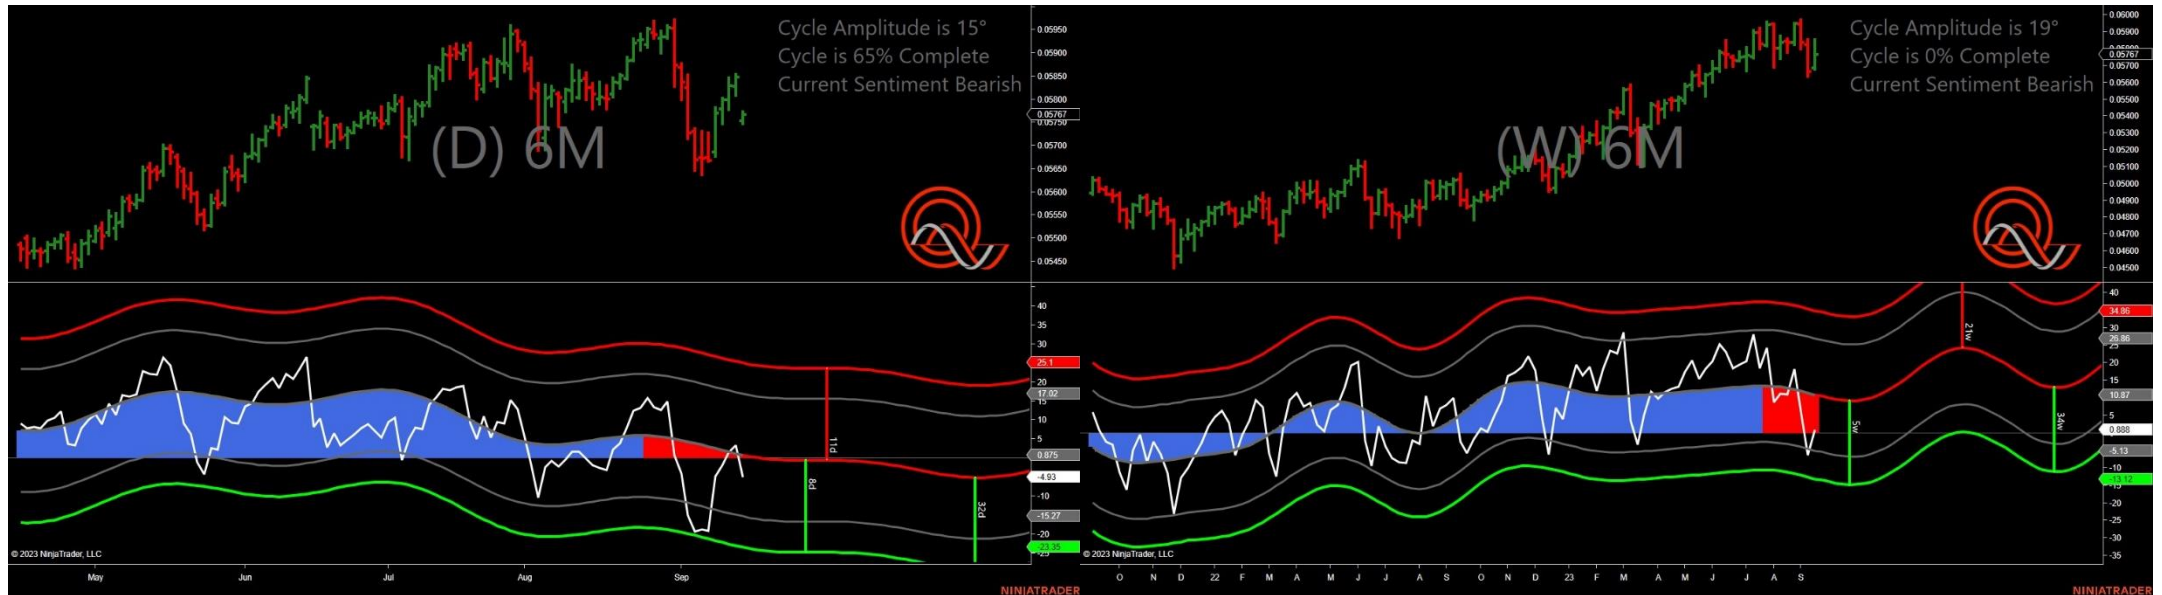 Cycle Amplitude is 15°
Cycle is 65% Complete
Current Sentiment Bearish
(D) 6M
0.05950
0.05900
0.05850
0.05800
0.05767
0.05750
0.05700
0.05650
0.05600
0.05550
0.05500
0.05450
40
35
30
25.1
20
17.02
15
10
5
0.875
-4.93
-10
-15.27
-20
-23.35
-25
11d
8d
32d
© 2023 NinjaTrader, LLC
May
Jun
Jul
Aug
Sep
NINJATRADER
Cycle Amplitude is 19°
Cycle is 0% Complete
Current Sentiment Bearish
(W) 6M
0.06000
0.05900
0.05767
0.05700
0.05600
0.05500
0.05400
0.05300
0.05200
0.05100
0.05000
0.04900
0.04800
0.04700
0.04600
0.04500
40
34.86
30
26.86
25
20
15
10.87
5
0.888
-5.13
-10
-13.12
-15
-20
-25
-30
-35
21w
5w
34w
© 2023 NinjaTrader, LLC
O
N
D
22
F
M
A
M
J
J
A
S
O
N
D
23
F
M
A
M
J
J
A
S
NINJATRADER